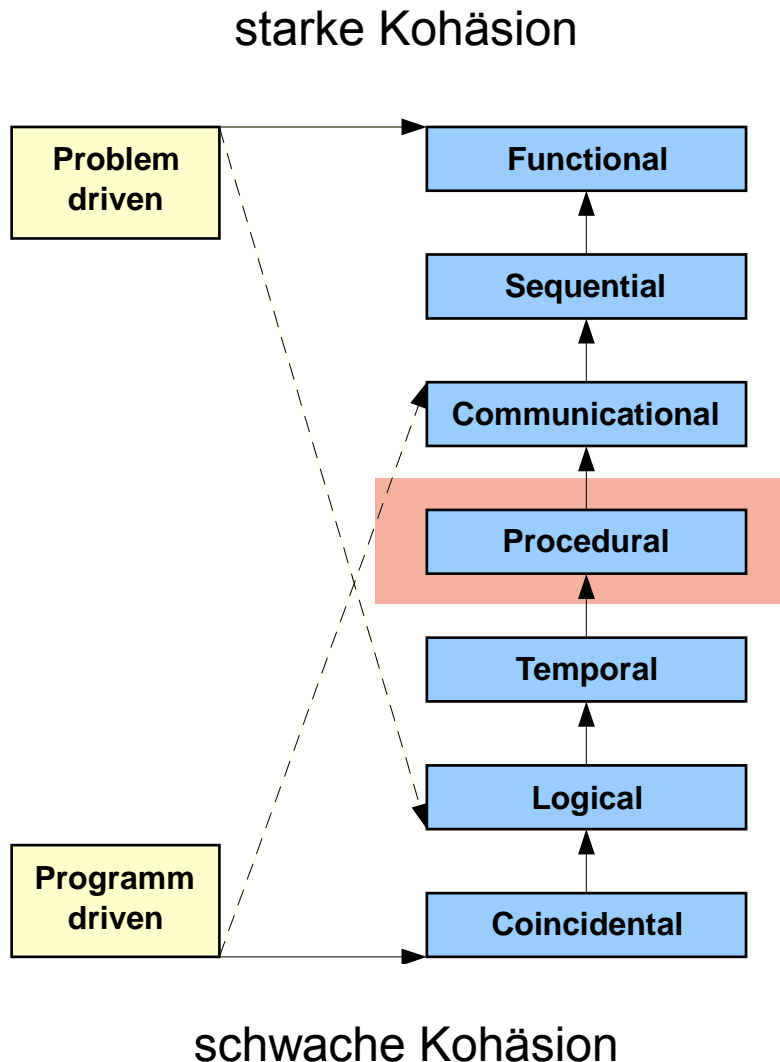 starke Kohäsion
Problem
driven
Functional
Sequential
Communicational
Procedural
Temporal
Logical
Programm
driven
Coincidental
schwache Kohäsion